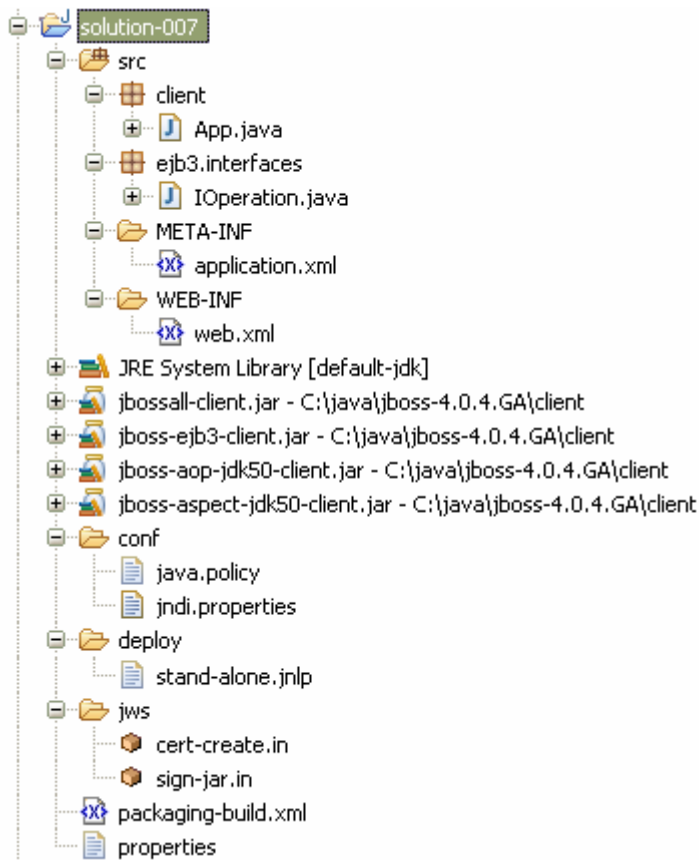 solution-007
src
client
App.java
ejb3.interfaces
IOperation.java
META-INF
application.xml
WEB-INF
web.xml
JRE System Library [default-jdk]
jbossall-client.jar - C:\java\jboss-4.0.4.GA\client
jboss-ejb3-client.jar - C:\java\jboss-4.0.4.GA\client
jboss-aop-jdk50-client.jar - C:\java\jboss-4.0.4.GA\client
jboss-aspect-jdk50-client.jar - C:\java\jboss-4.0.4.GA\client
conf
java.policy
jndi.properties
deploy
stand-alone.jnlp
jws
cert-create.in
sign-jar.in
packaging-build.xml
properties